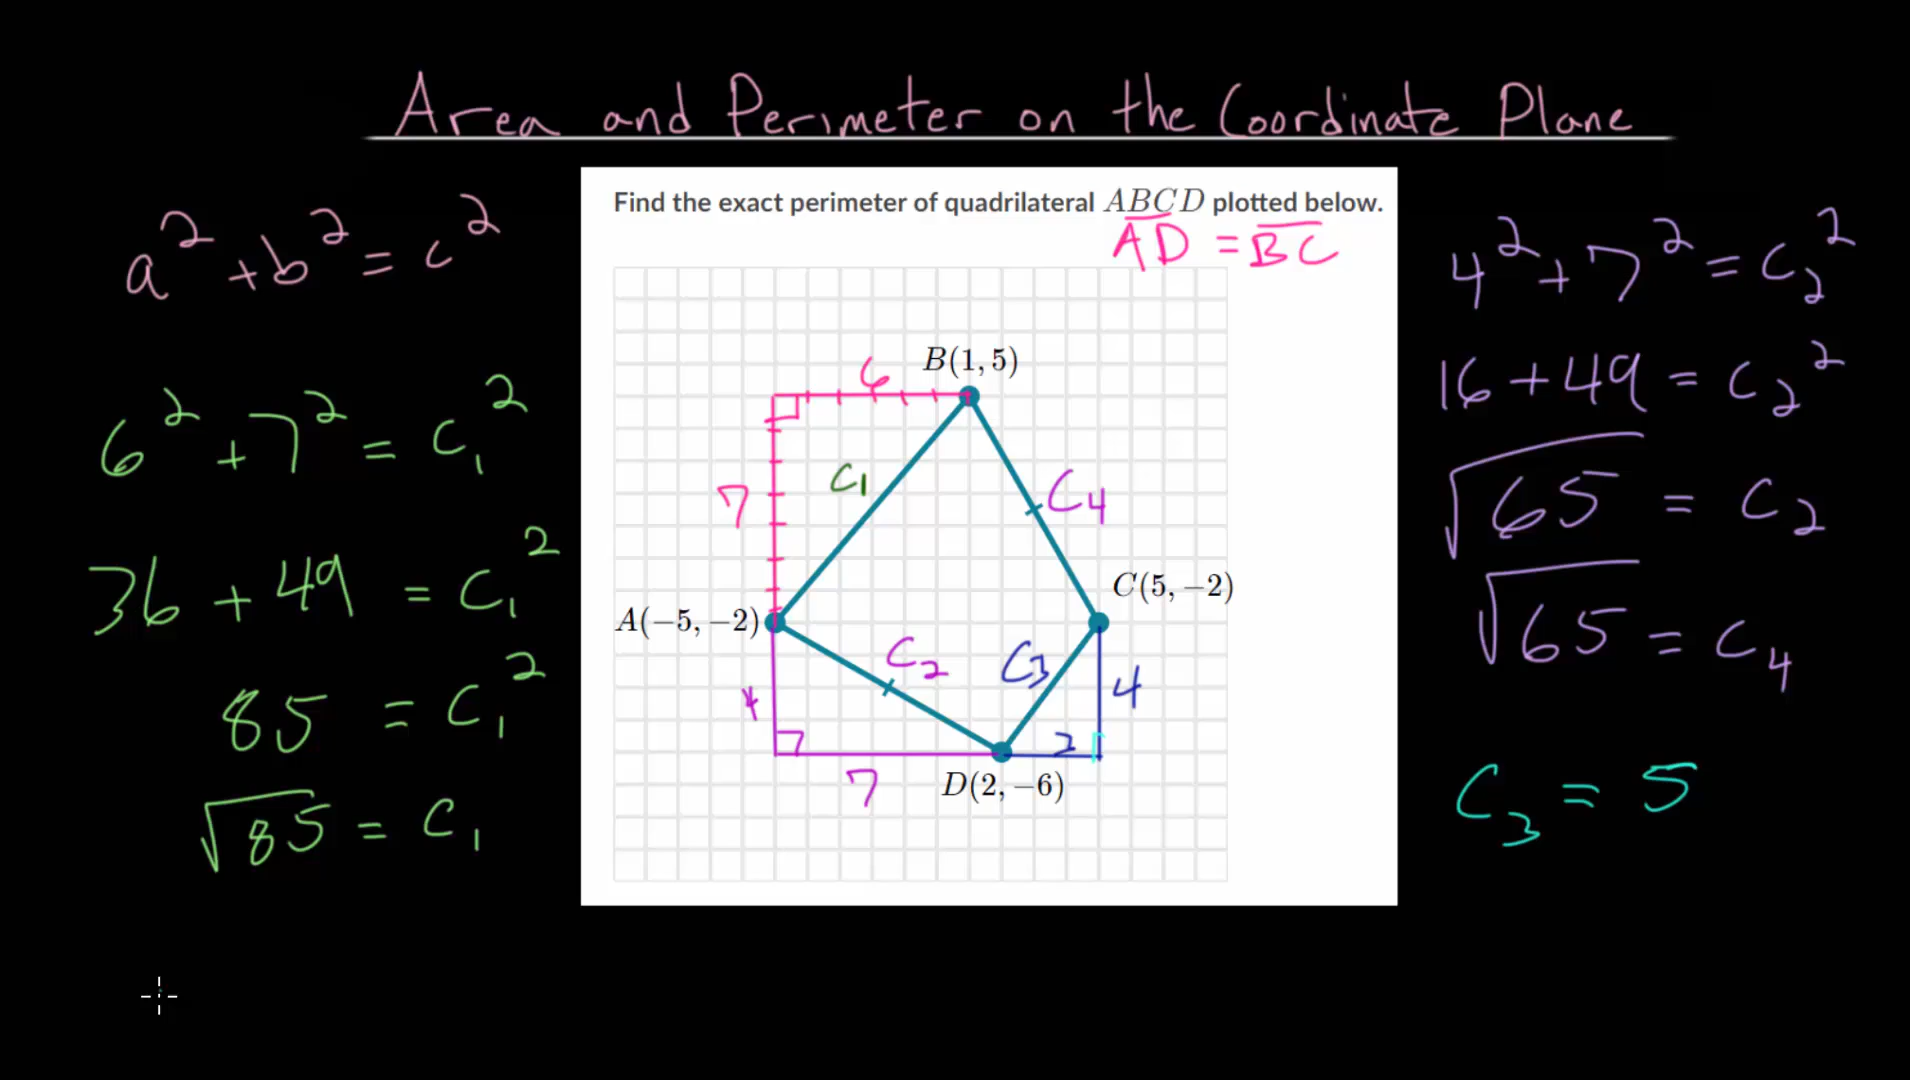 Area and Perimeter on the Coordinate Plane
Find the exact perimeter of quadrilateral ABCD plotted below.
AD = BC
a² + b² = c²
6² + 7² = c₁²
36 + 49 = c₁²
85 = c₁²
√85 = c₁
B(1, 5)
6
7
C₁
C₄
C(5, −2)
A(−5, −2)
C₂
C₃
4
4
2
7
D(2, −6)
4² + 7² = c₂²
16 + 49 = c₂²
√65 = c₂
√65 = c₄
C₃ = 5